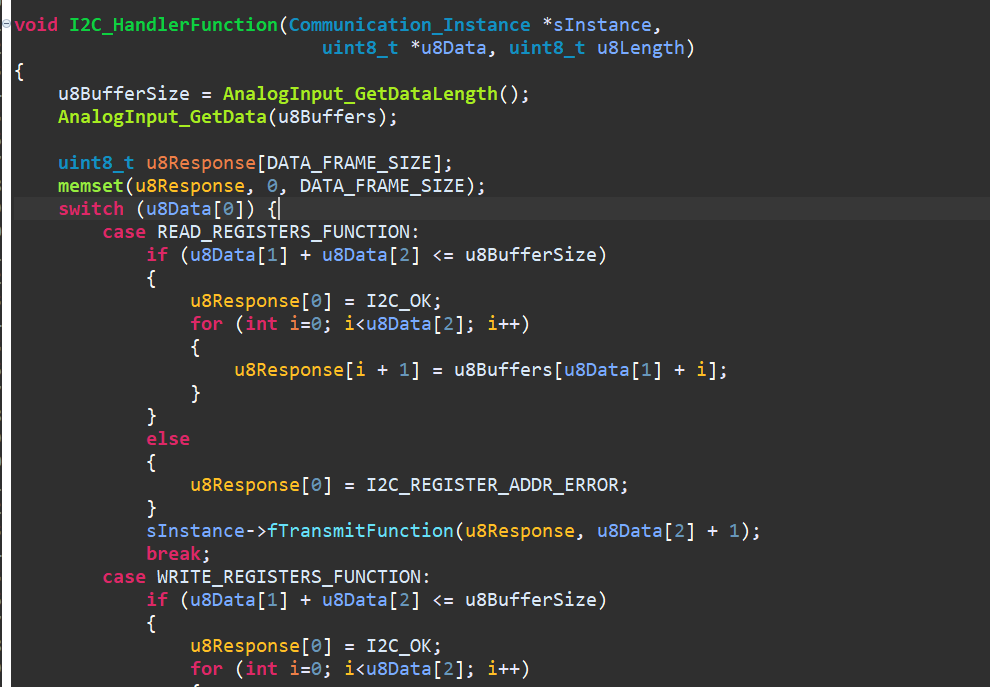 void I2C_HandlerFunction(Communication_Instance *sInstance,
                            uint8_t *u8Data, uint8_t u8Length)
{
    u8BufferSize = AnalogInput_GetDataLength();
    AnalogInput_GetData(u8Buffers);

    uint8_t u8Response[DATA_FRAME_SIZE];
    memset(u8Response, 0, DATA_FRAME_SIZE);
    switch (u8Data[0]) {
        case READ_REGISTERS_FUNCTION:
            if (u8Data[1] + u8Data[2] <= u8BufferSize)
            {
                u8Response[0] = I2C_OK;
                for (int i=0; i<u8Data[2]; i++)
                {
                    u8Response[i + 1] = u8Buffers[u8Data[1] + i];
                }
            }
            else
            {
                u8Response[0] = I2C_REGISTER_ADDR_ERROR;
            }
            sInstance->fTransmitFunction(u8Response, u8Data[2] + 1);
            break;
        case WRITE_REGISTERS_FUNCTION:
            if (u8Data[1] + u8Data[2] <= u8BufferSize)
            {
                u8Response[0] = I2C_OK;
                for (int i=0; i<u8Data[2]; i++)